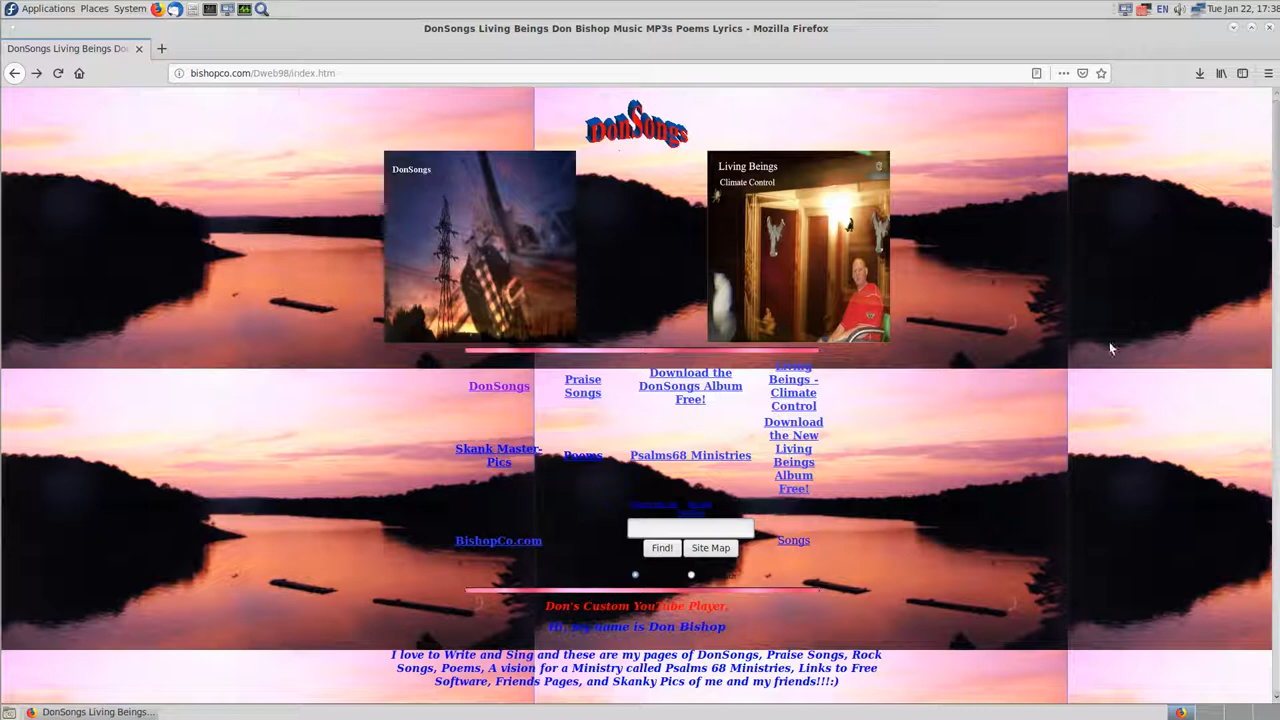 Applications Places System EN Tue Jan 22, 17:38
DonSongs Living Beings Don Bishop Music MP3s Poems Lyrics - Mozilla Firefox
DonSongs Living Beings Do
bishopco.com/Dweb98/index.htm
DonSongs
DonSongs
Living Beings
Climate Control
DonSongs
Praise
Songs
Download the
DonSongs Album
Free!
Living
Beings -
Climate
Control
Skank Master-
Pics
Poems
Psalms68 Ministries
Download
the New
Living
Beings
Album
Free!
BishopCo.com
Find! Site Map
Songs
Don's Custom YouTube Player,
Hi, my name is Don Bishop
I love to Write and Sing and these are my pages of DonSongs, Praise Songs, Rock
Songs, Poems, A vision for a Ministry called Psalms 68 Ministries, Links to Free
Software, Friends Pages, and Skanky Pics of me and my friends!!!:)
DonSongs Living Beings...